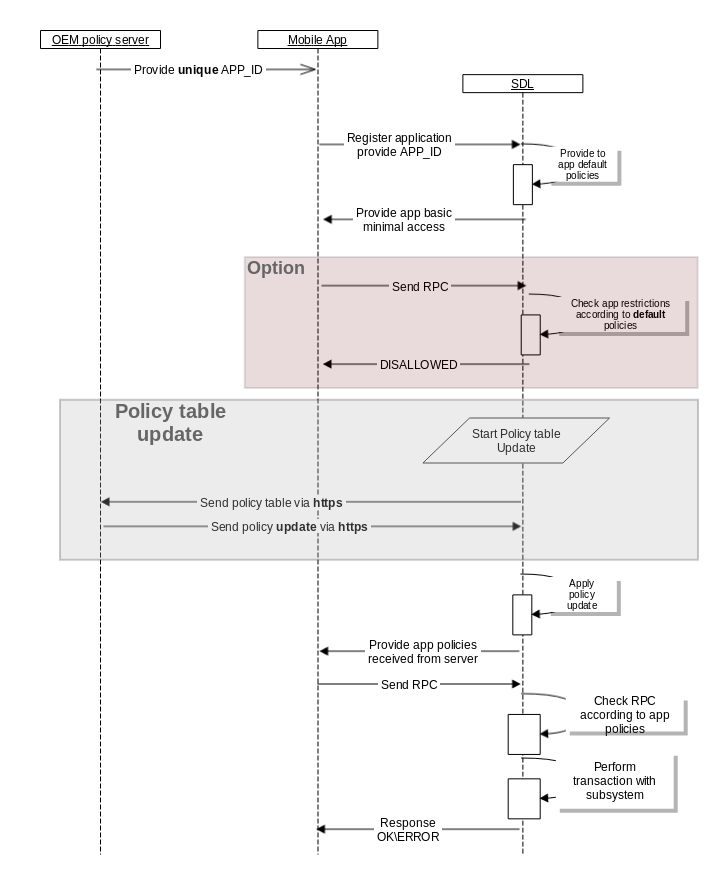 OEM policy server
Mobile App
Provide unique APP_ID
SDL
Register application
provide APP_ID
Provide to
app default
policies
Provide app basic
minimal access
Option
Send RPC
Check app restrictions
according to default
policies
DISALLOWED
Policy table
update
Start Policy table
Update
Send policy table via https
Send policy update via https
Apply
policy
update
Provide app policies
received from server
Send RPC
Check RPC
according to app
policies
Perform
transaction with
subsystem
Response
OK\ERROR